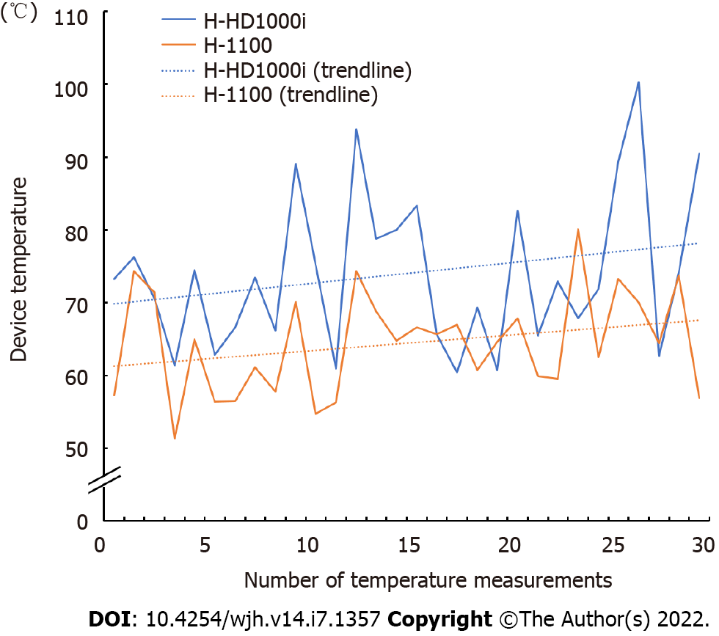 (℃)
110
100
90
80
70
60
50
0
Device temperature
H-HD1000i
H-1100
H-HD1000i (trendline)
H-1100 (trendline)
0 5 10 15 20 25 30
Number of temperature measurements
DOI: 10.4254/wjh.v14.i7.1357 Copyright ©The Author(s) 2022.